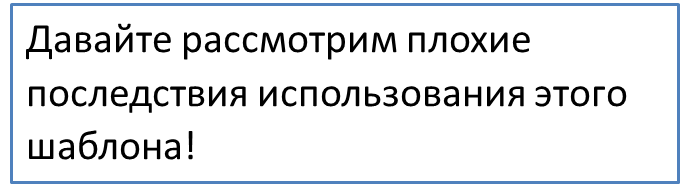 Давайте рассмотрим плохие
последствия использования этого
шаблона!